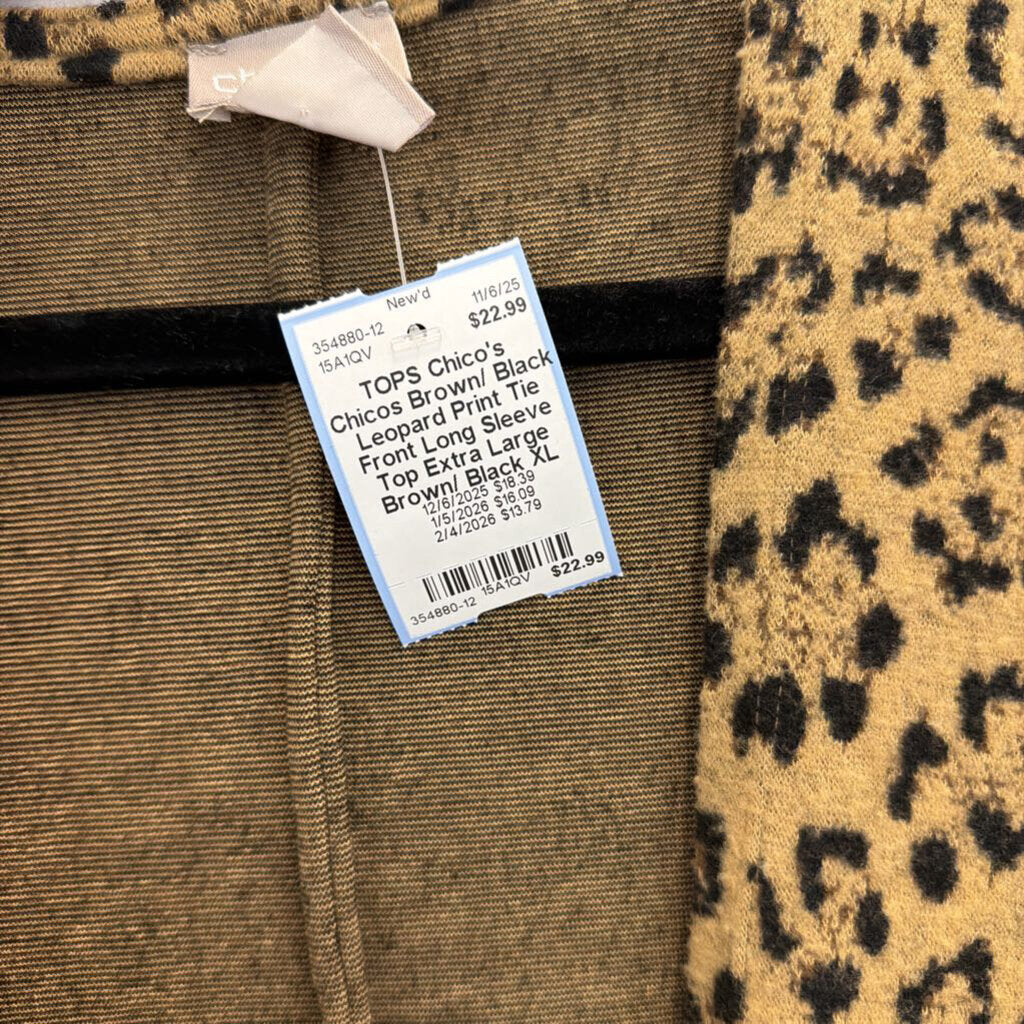 New'd
354880-12
11/6/25
15A1QV
$22.99
TOPS Chico's
Chicos Brown/ Black
Leopard Print Tie
Front Long Sleeve
Top Extra Large
Brown/ Black XL
12/6/2025 $18.39
1/5/2026 $16.09
2/4/2026 $13.79
354880-12 15A1QV $22.99